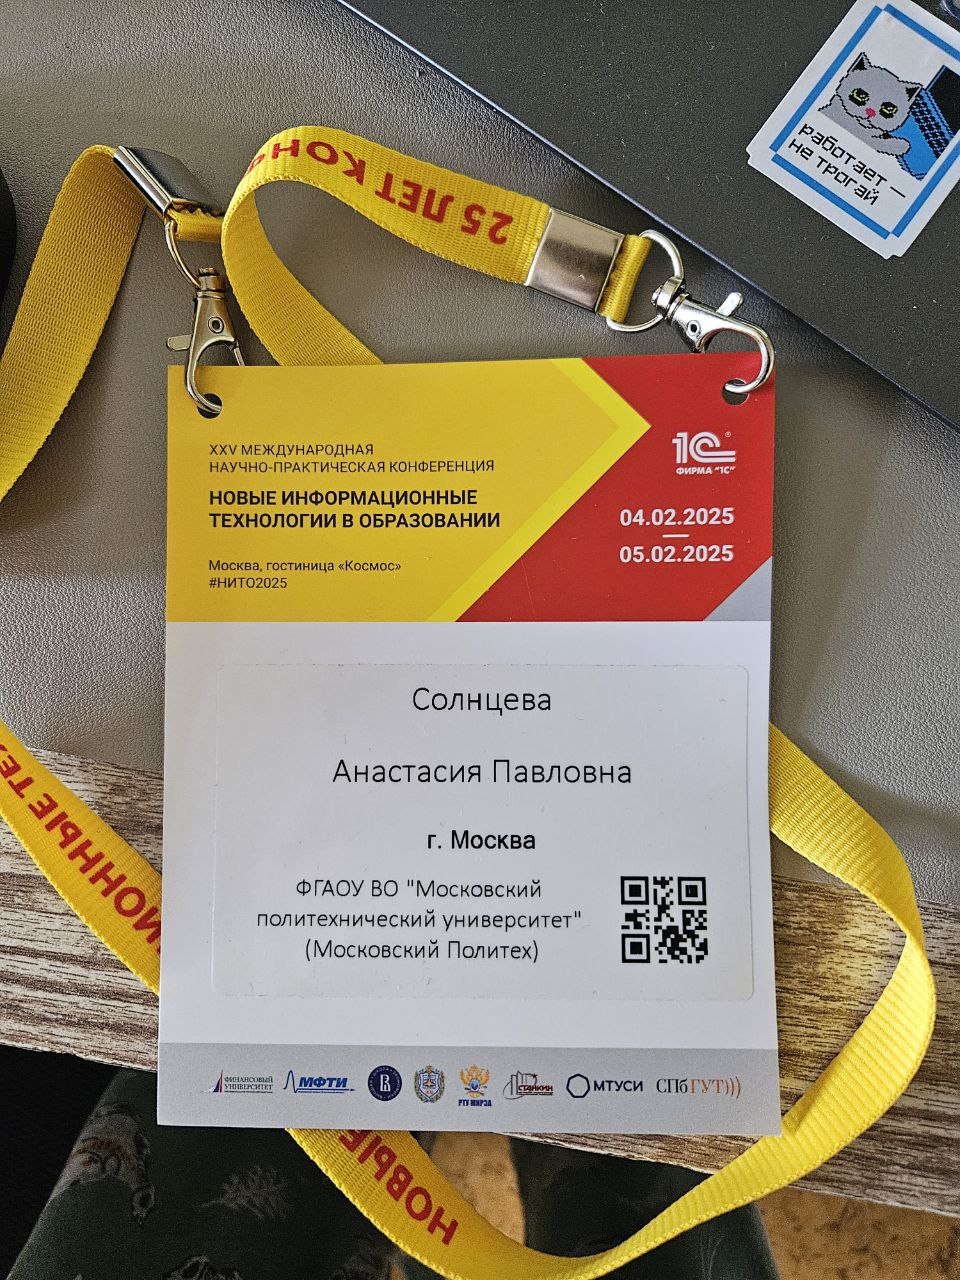 25 ЛЕТ КОН
работает —
не трогай
XXV МЕЖДУНАРОДНАЯ
НАУЧНО-ПРАКТИЧЕСКАЯ КОНФЕРЕНЦИЯ
НОВЫЕ ИНФОРМАЦИОННЫЕ
ТЕХНОЛОГИИ В ОБРАЗОВАНИИ
Москва, гостиница «Космос»
#НИТО2025
1С®
ФИРМА "1С"
04.02.2025
—
05.02.2025
Солнцева
Анастасия Павловна
г. Москва
ФГАОУ ВО "Московский
политехнический университет"
(Московский Политех)
ФИНАНСОВЫЙ
УНИВЕРСИТЕТ
МФТИ
РТУ МИРЭА
СТАНКИН
МТУСИ
СПбГУТ)))
ИОННЫЕ ТЕ
НОВЫЕ